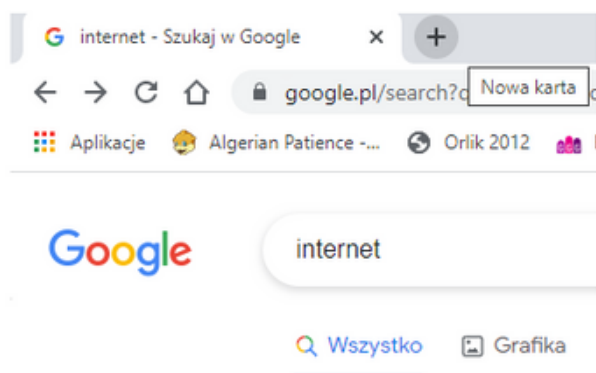 internet - Szukaj w Google
google.pl/search?
Nowa karta
Aplikacje Algerian Patience -... Orlik 2012
Google internet
Wszystko Grafika